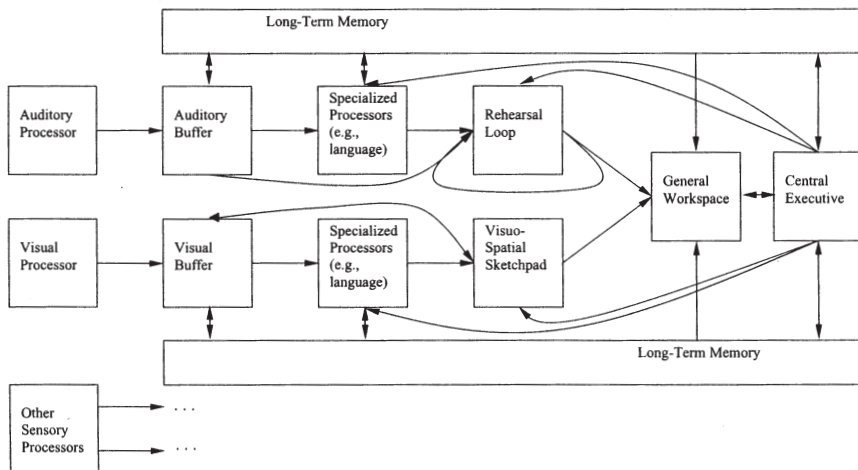 Long-Term Memory
Auditory
Processor
Auditory
Buffer
Specialized
Processors
(e.g.,
language)
Rehearsal
Loop
General
Workspace
Central
Executive
Visual
Processor
Visual
Buffer
Specialized
Processors
(e.g.,
language)
Visuo-
Spatial
Sketchpad
Long-Term Memory
Other
Sensory
Processors
. . .
. . .